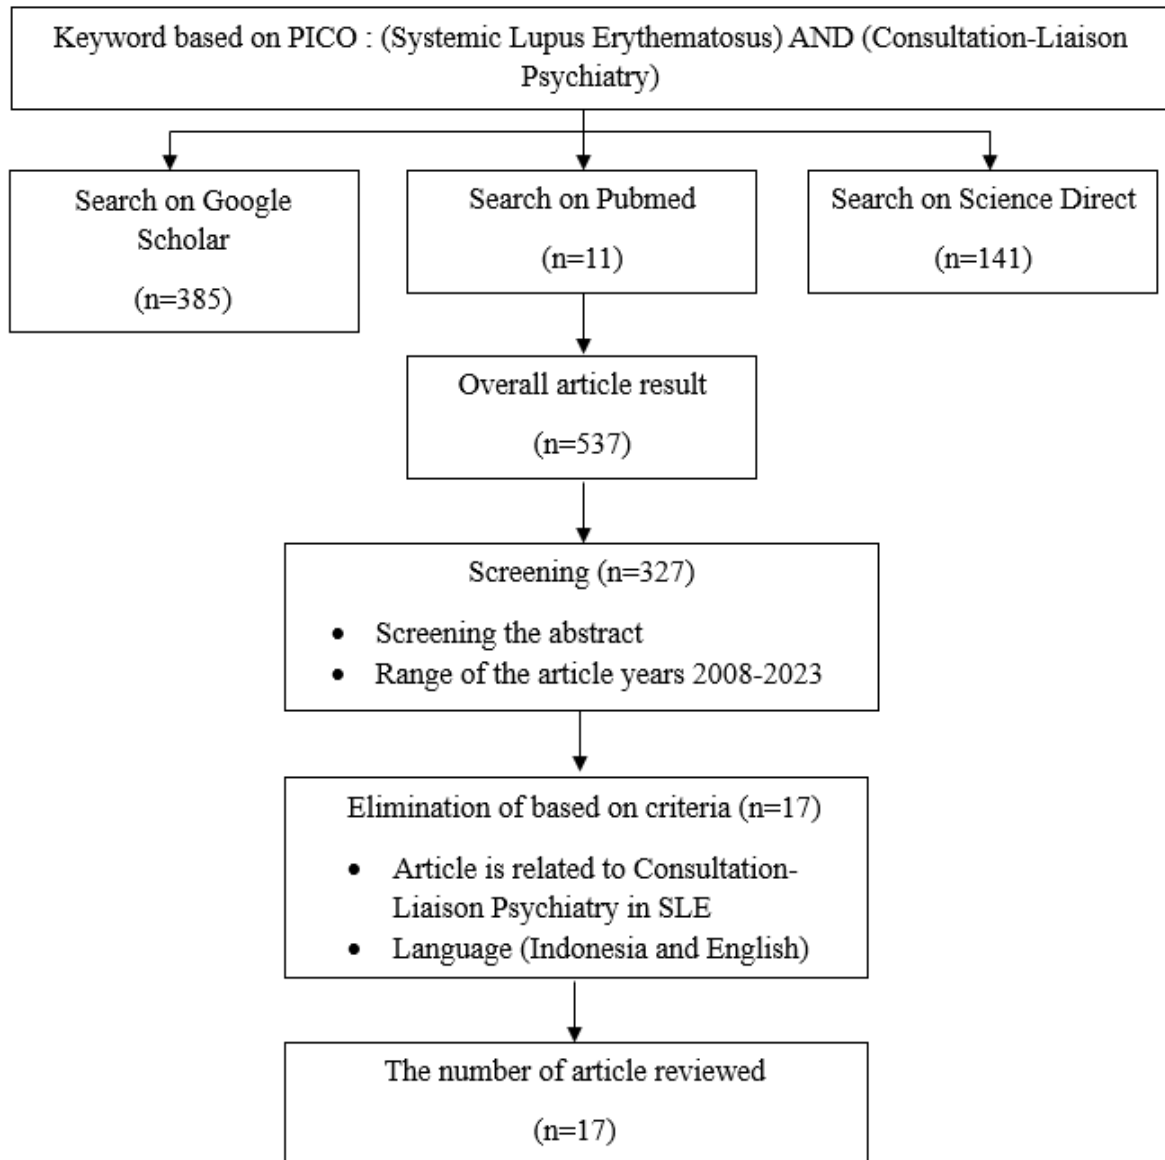 Keyword based on PICO : (Systemic Lupus Erythematosus) AND (Consultation-Liaison
Psychiatry)
Search on Google
Scholar
(n=385)
Search on Pubmed
(n=11)
Search on Science Direct
(n=141)
Overall article result
(n=537)
Screening (n=327)
• Screening the abstract
• Range of the article years 2008-2023
Elimination of based on criteria (n=17)
• Article is related to Consultation-
Liaison Psychiatry in SLE
• Language (Indonesia and English)
The number of article reviewed
(n=17)